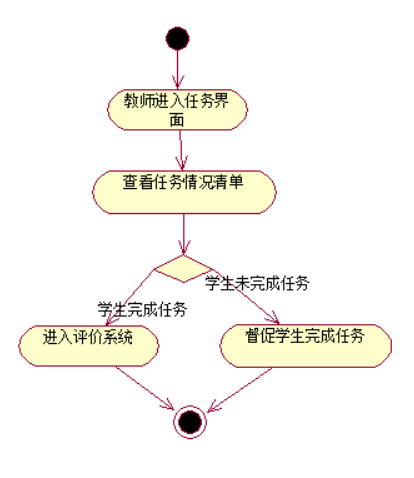 教师进入任务界
面
查看任务情况清单
学生未完成任务
学生完成任务
进入评价系统
督促学生完成任务